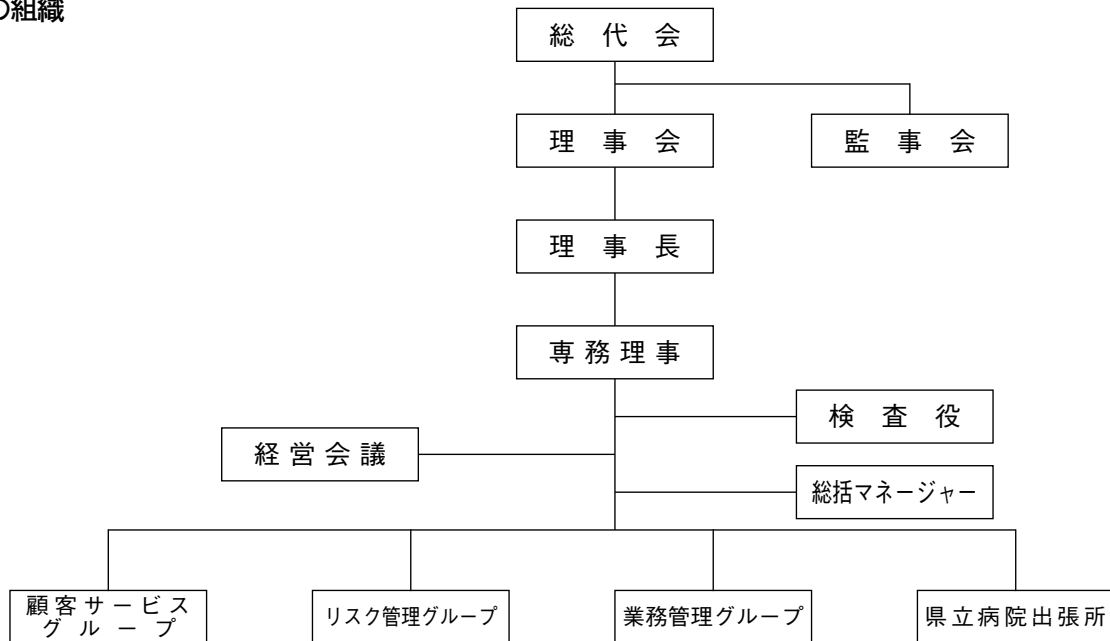 の組織
総代会
理事会
監事会
理事長
専務理事
検査役
経営会議
総括マネージャー
顧客サービス
グループ
リスク管理グループ
業務管理グループ
県立病院出張所